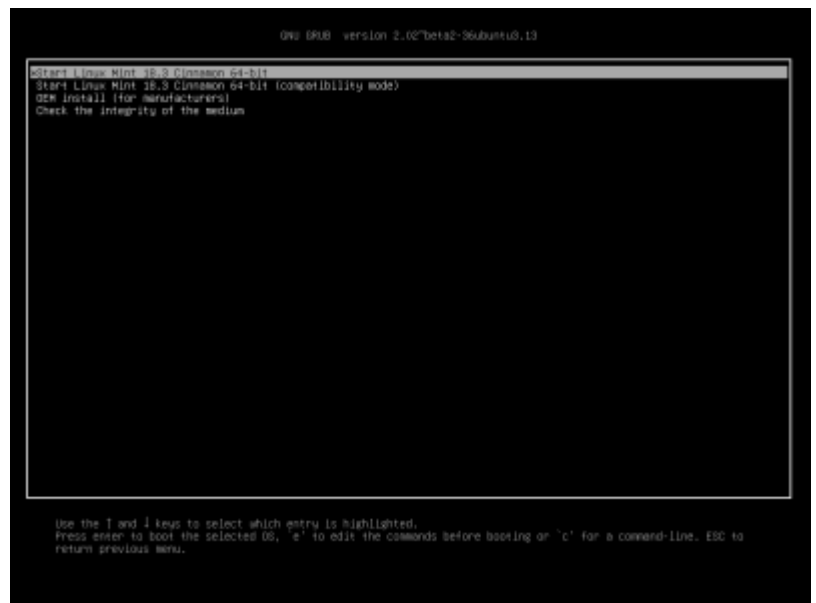 GNU GRUB version 2.02~beta2-36ubuntu3.13
*Start Linux Mint 18.3 Cinnamon 64-bit
Start Linux Mint 18.3 Cinnamon 64-bit (compatibility mode)
OEM install (for manufacturers)
Check the integrity of the medium
Use the ↑ and ↓ keys to select which entry is highlighted.
Press enter to boot the selected OS, `e' to edit the commands before booting or `c' for a command-line. ESC to
return previous menu.